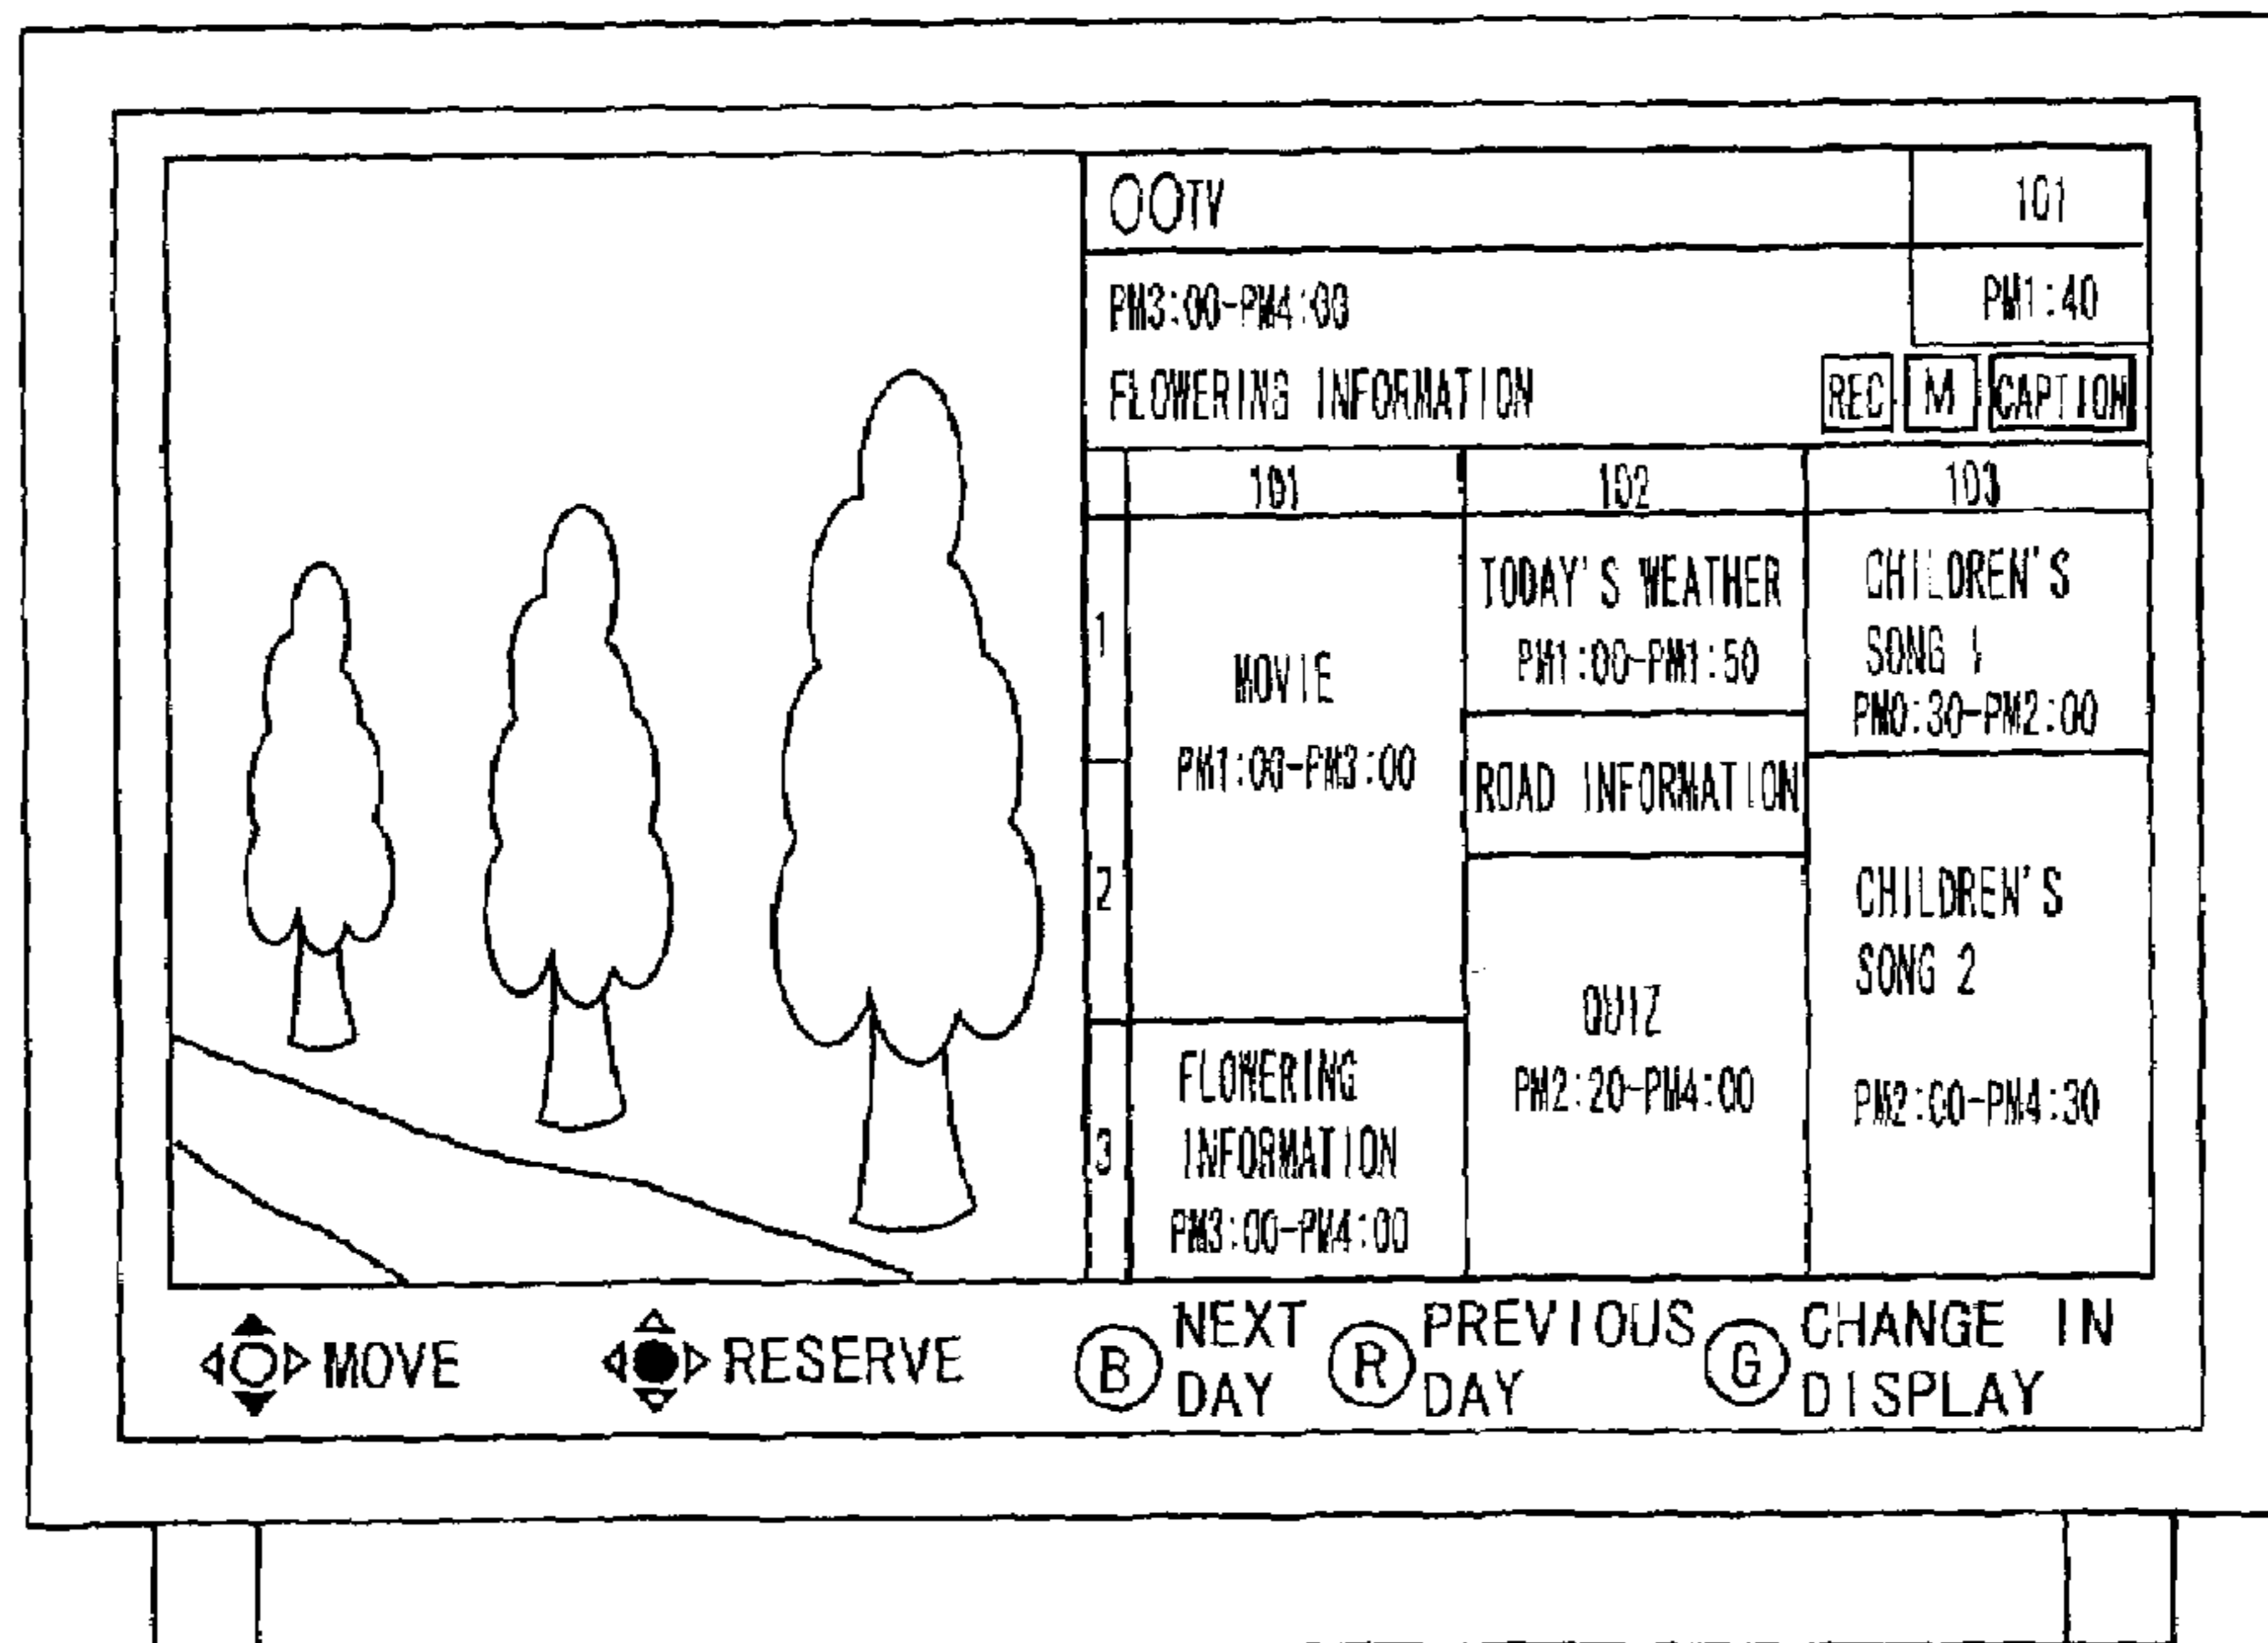 ○○TV 101
PM3:00-PM4:00 PM1:40
FLOWERING INFORMATION REC M CAPTION
101 102 103
1
2
3
MOVIE
PM1:00-PM3:00
FLOWERING
INFORMATION
PM3:00-PM4:00
TODAY'S WEATHER
PM1:00-PM1:50
ROAD INFORMATION
QUIZ
PM2:20-PM4:00
CHILDREN'S
SONG 1
PM0:30-PM2:00
CHILDREN'S
SONG 2
PM2:00-PM4:30
MOVE
RESERVE
B NEXT
DAY
R PREVIOUS
DAY
G CHANGE IN
DISPLAY